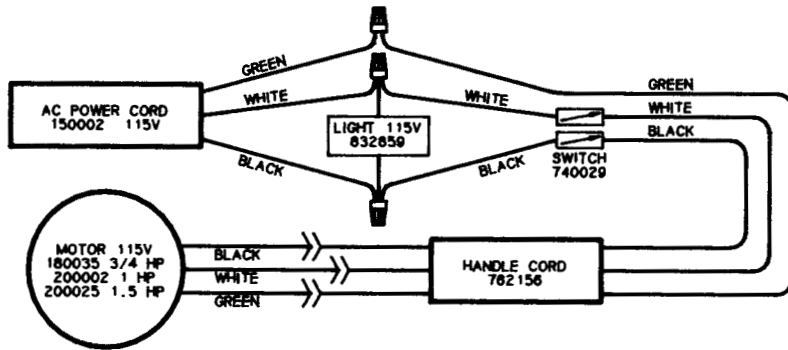 GREEN
WHITE
BLACK
AC POWER CORD
150002 115V
LIGHT 115V
632659
WHITE
BLACK
SWITCH
740029
GREEN
WHITE
BLACK
MOTOR 115V
180035 3/4 HP
200002 1 HP
200025 1.5 HP
BLACK
WHITE
GREEN
HANDLE CORD
762156